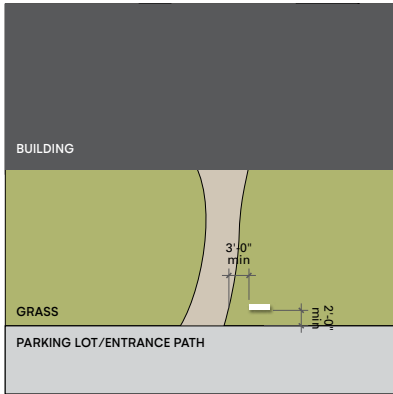 BUILDING
3'-0"
min
GRASS
2'-0"
min
PARKING LOT/ENTRANCE PATH